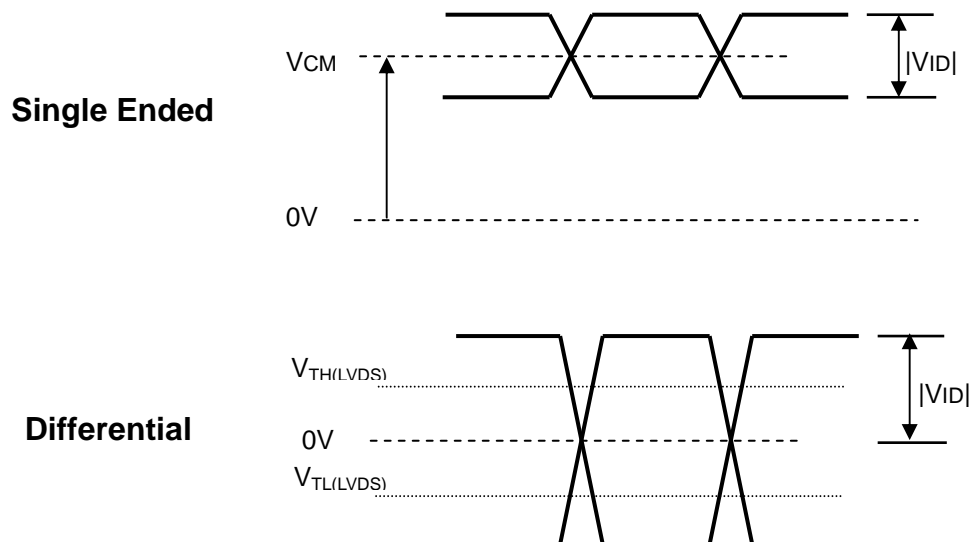 VCM
|VID|
Single Ended
0V
VTH(LVDS)
|VID|
Differential
0V
VTL(LVDS)